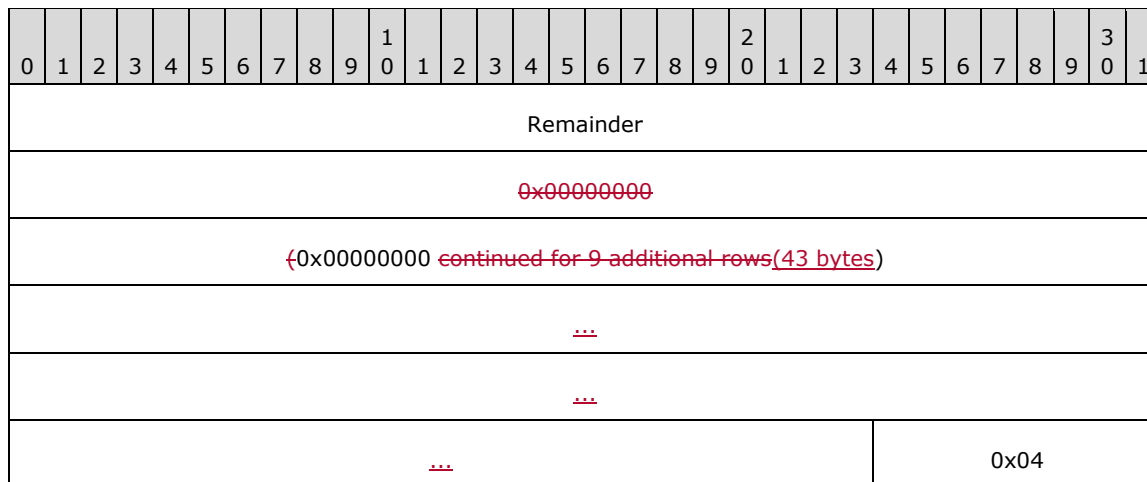 1 2 3
0 1 2 3 4 5 6 7 8 9 0 1 2 3 4 5 6 7 8 9 0 1 2 3 4 5 6 7 8 9 0 1
Remainder
0x00000000
(0x00000000 continued for 9 additional rows(43 bytes)
...
...
... 0x04